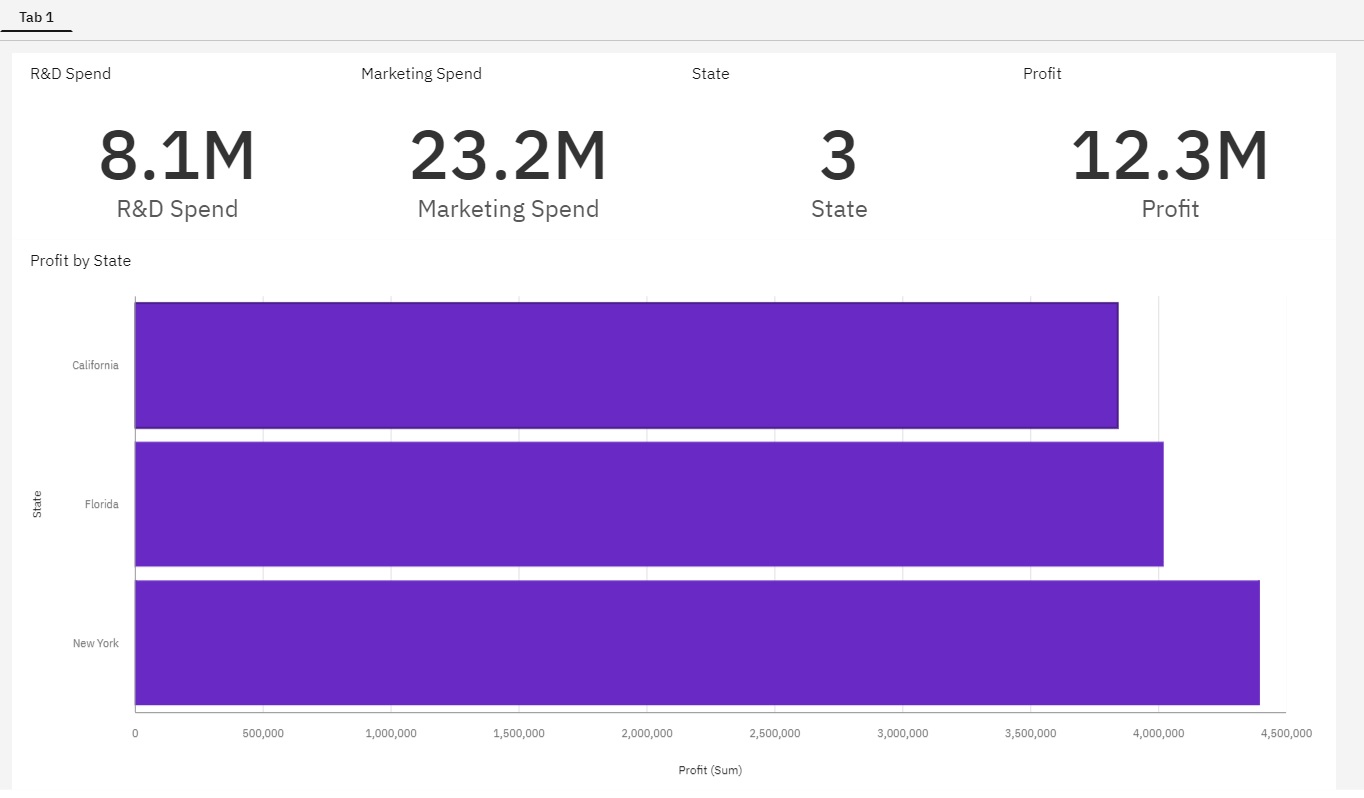 Tab 1
R&D Spend
Marketing Spend
State
Profit
8.1M
23.2M
3
12.3M
R&D Spend
Marketing Spend
State
Profit
Profit by State
California
Florida
New York
State
0
500,000
1,000,000
1,500,000
2,000,000
2,500,000
3,000,000
3,500,000
4,000,000
4,500,000
Profit (Sum)